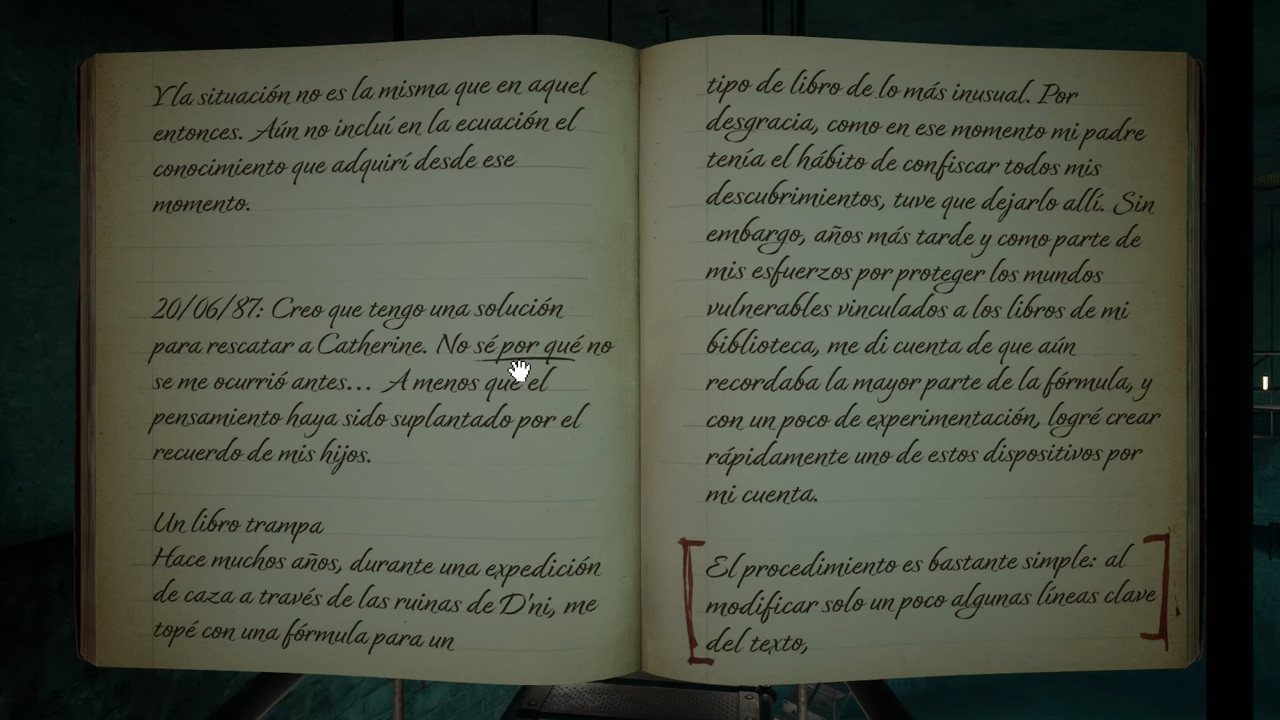 Y la situación no es la misma que en aquel
entonces. Aún no incluí en la ecuación el
conocimiento que adquirí desde ese
momento.
20/06/87: Creo que tengo una solución
para rescatar a Catherine. No sé por qué no
se me ocurrió antes... A menos que el
pensamiento haya sido suplantado por el
recuerdo de mis hijos.
Un libro trampa
Hace muchos años, durante una expedición
de caza a través de las ruinas de D'ni, me
topé con una fórmula para un
tipo de libro de lo más inusual. Por
desgracia, como en ese momento mi padre
tenía el hábito de confiscar todos mis
descubrimientos, tuve que dejarlo allí. Sin
embargo, años más tarde y como parte de
mis esfuerzos por proteger los mundos
vulnerables vinculados a los libros de mi
biblioteca, me di cuenta de que aún
recordaba la mayor parte de la fórmula, y
con un poco de experimentación, logré crear
rápidamente uno de estos dispositivos por
mi cuenta.
El procedimiento es bastante simple: al
modificar solo un poco algunas líneas clave
del texto,